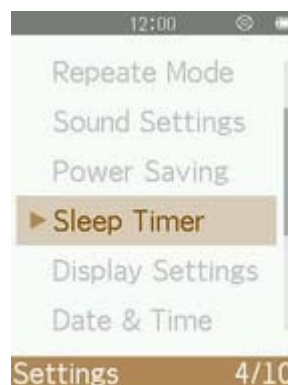 12:00
Repeate Mode
Sound Settings
Power Saving
Sleep Timer
Display Settings
Date & Time
Settings 4/10